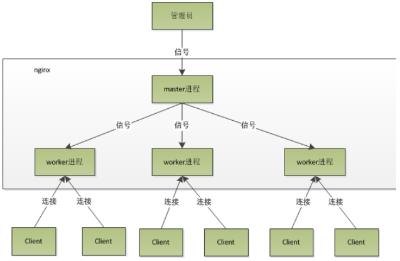 管理员
信号
nginx
master进程
信号 信号 信号
worker进程 worker进程 worker进程
连接 连接 连接 连接 连接 连接
Client Client Client Client Client Client